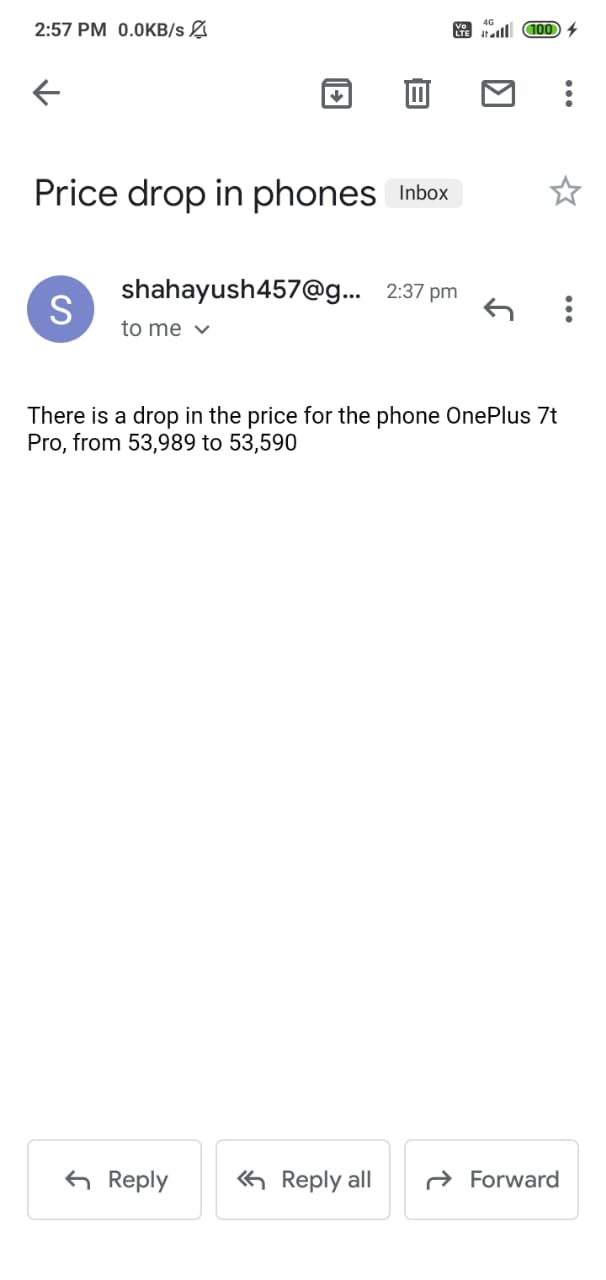 2:57 PM 0.0KB/s Vo LTE 4G 100
Price drop in phones Inbox
S shahayush457@g... 2:37 pm
to me
There is a drop in the price for the phone OnePlus 7t
Pro, from 53,989 to 53,590
Reply Reply all Forward